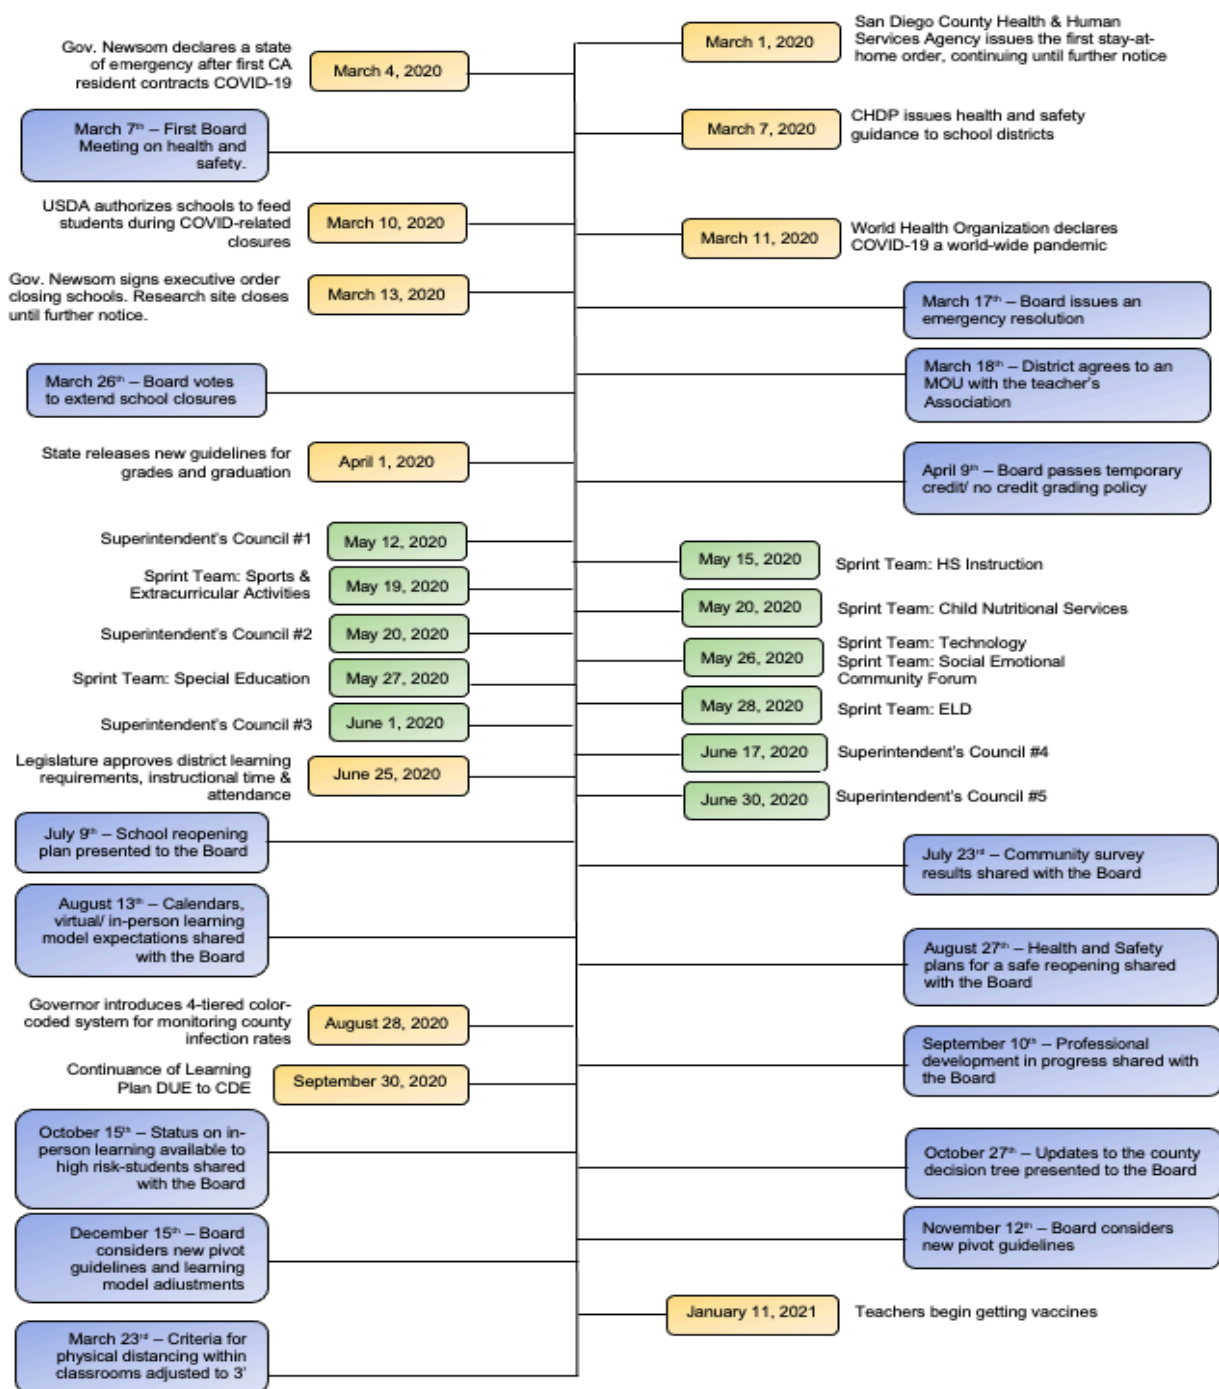 San Diego County Health & Human
Services Agency issues the first stay-at-
home order, continuing until further notice
March 1, 2020
Gov. Newsom declares a state
of emergency after first CA
resident contracts COVID-19
March 4, 2020
CHDP issues health and safety
guidance to school districts
March 7, 2020
March 7th – First Board
Meeting on health and
safety.
USDA authorizes schools to feed
students during COVID-related
closures
March 10, 2020
March 11, 2020
World Health Organization declares
COVID-19 a world-wide pandemic
Gov. Newsom signs executive order
closing schools. Research site closes
until further notice.
March 13, 2020
March 17th – Board issues an
emergency resolution
March 18th – District agrees to an
MOU with the teacher's
Association
March 26th – Board votes
to extend school closures
State releases new guidelines for
grades and graduation
April 1, 2020
April 9th – Board passes temporary
credit/ no credit grading policy
Superintendent's Council #1
May 12, 2020
May 15, 2020
Sprint Team: HS Instruction
Sprint Team: Sports &
Extracurricular Activities
May 19, 2020
May 20, 2020
Sprint Team: Child Nutritional Services
Superintendent's Council #2
May 20, 2020
May 26, 2020
Sprint Team: Technology
Sprint Team: Social Emotional
Community Forum
Sprint Team: Special Education
May 27, 2020
May 28, 2020
Sprint Team: ELD
Superintendent's Council #3
June 1, 2020
June 17, 2020
Superintendent's Council #4
Legislature approves district learning
requirements, instructional time &
attendance
June 25, 2020
June 30, 2020
Superintendent's Council #5
July 9th – School reopening
plan presented to the Board
July 23rd – Community survey
results shared with the Board
August 13th – Calendars,
virtual/ in-person learning
model expectations shared
with the Board
August 27th – Health and Safety
plans for a safe reopening shared
with the Board
Governor introduces 4-tiered color-
coded system for monitoring county
infection rates
August 28, 2020
September 10th – Professional
development in progress shared with
the Board
Continuance of Learning
Plan DUE to CDE
September 30, 2020
October 15th – Status on in-
person learning available to
high risk-students shared
with the Board
October 27th – Updates to the county
decision tree presented to the Board
November 12th – Board considers
new pivot guidelines
December 15th – Board
considers new pivot
guidelines and learning
model adjustments
January 11, 2021
Teachers begin getting vaccines
March 23rd – Criteria for
physical distancing within
classrooms adjusted to 3'